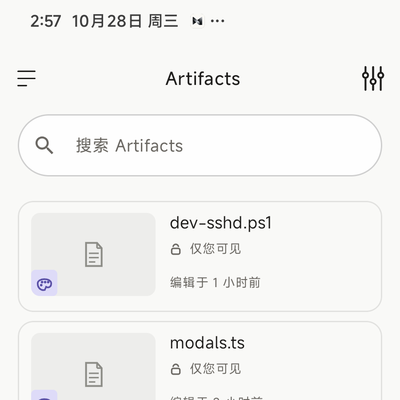 2:57 10月28日 周三
Artifacts
搜索 Artifacts
dev-sshd.ps1
仅您可见
编辑于 1 小时前
modals.ts
仅您可见